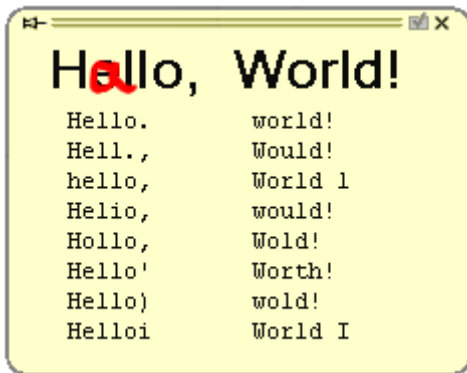 Hallo, World!
Hello. world!
Hell., Would!
hello, World l
Helio, would!
Hollo, Wold!
Hello' Worth!
Hello) wold!
Helloi World I